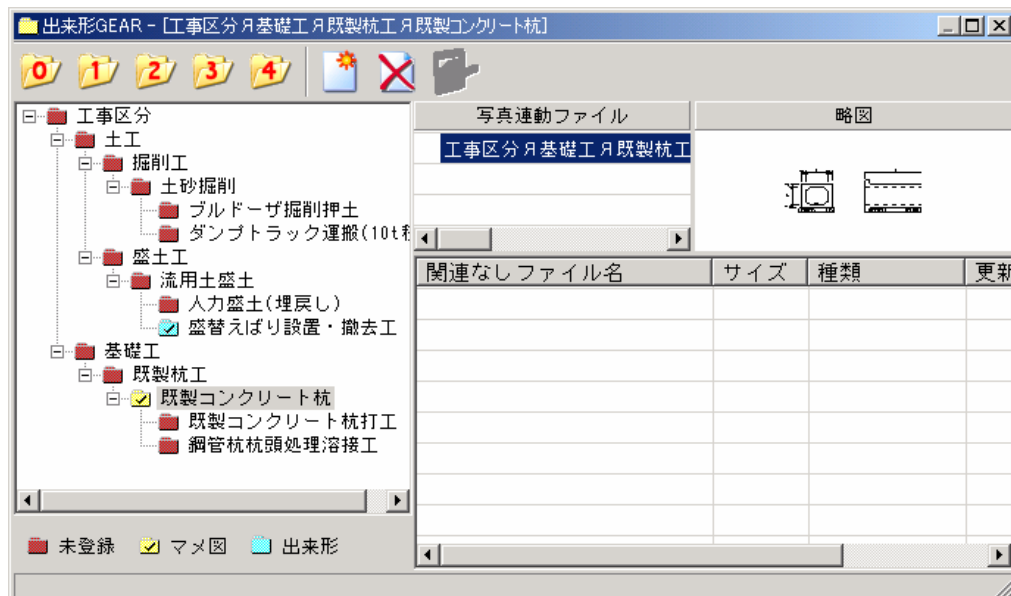 出来形GEAR - [工事区分Я基礎工Я既製杭工Я既製コンクリート杭]
0 1 2 3 4
工事区分
土工
掘削工
土砂掘削
ブルドーザ掘削押土
ダンプトラック運搬(10t
盛土工
流用土盛土
人力盛土(埋戻し)
盛替えばり設置・撤去工
基礎工
既製杭工
既製コンクリート杭
既製コンクリート杭打工
鋼管杭杭頭処理溶接工
未登録 マメ図 出来形
写真連動ファイル
工事区分Я基礎工Я既製杭工
略図
関連なしファイル名 サイズ 種類 更新